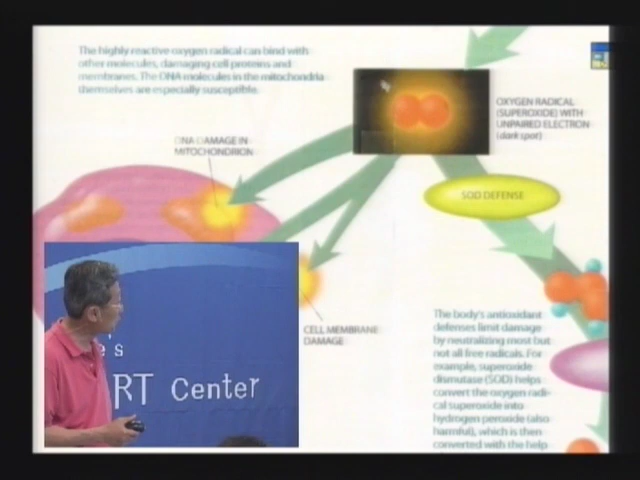 The highly reactive oxygen radical can bind with
other molecules, damaging cell proteins and
membranes. The DNA molecules in the mitochondria
themselves are especially susceptible.
OXYGEN RADICAL
(SUPEROXIDE) WITH
UNPAIRED ELECTRON
(dark spot)
DNA DAMAGE IN
MITOCHONDRION
SOD DEFENSE
CELL MEMBRANE
DAMAGE
The body's antioxidant
defenses limit damage
by neutralizing most but
not all free radicals. For
example, superoxide
dismutase (SOD) helps
convert the oxygen radi-
cal superoxide into
hydrogen peroxide (also
harmful), which is then
converted with the help
e's
RT Center